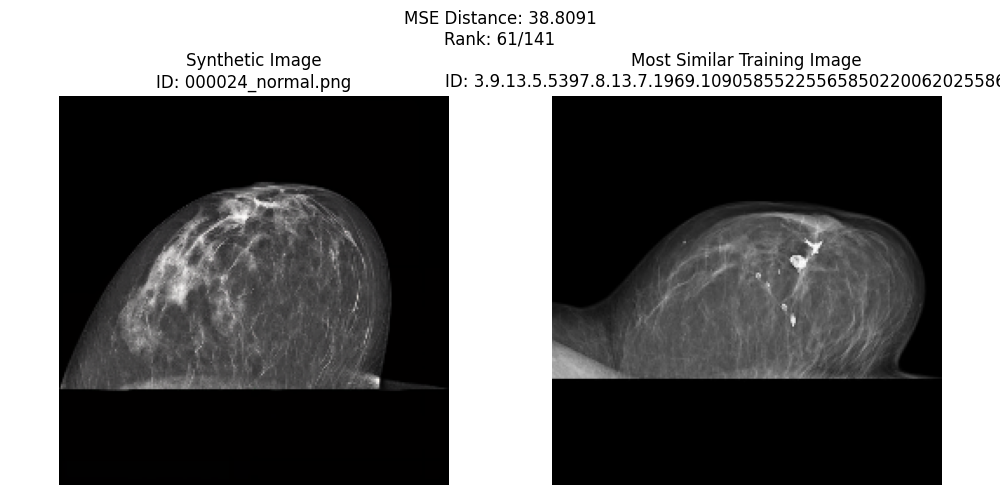 MSE Distance: 38.8091
Rank: 61/141
Synthetic Image
ID: 000024_normal.png
Most Similar Training Image
ID: 3.9.13.5.5397.8.13.7.1969.10905855225565850220062025586